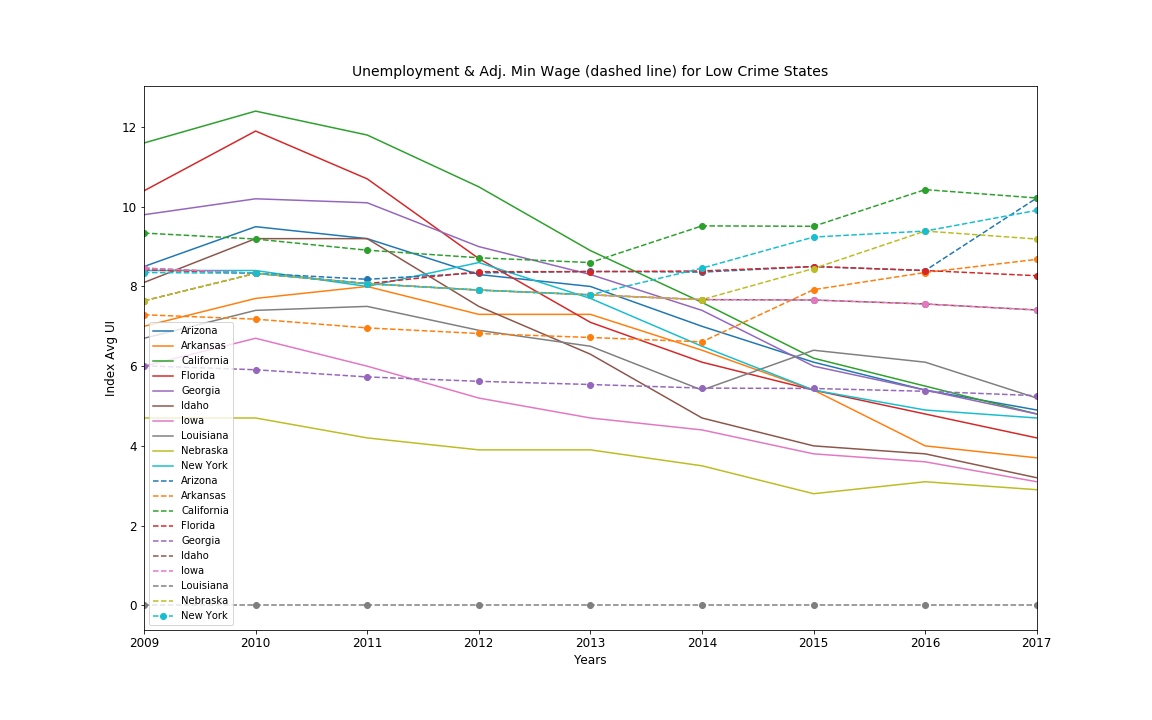 Unemployment & Adj. Min Wage (dashed line) for Low Crime States
Index Avg UI
12
10
8
6
4
2
0
Arizona
Arkansas
California
Florida
Georgia
Idaho
Iowa
Louisiana
Nebraska
New York
Arizona
Arkansas
California
Florida
Georgia
Idaho
Iowa
Louisiana
Nebraska
New York
2009 2010 2011 2012 2013 2014 2015 2016 2017
Years